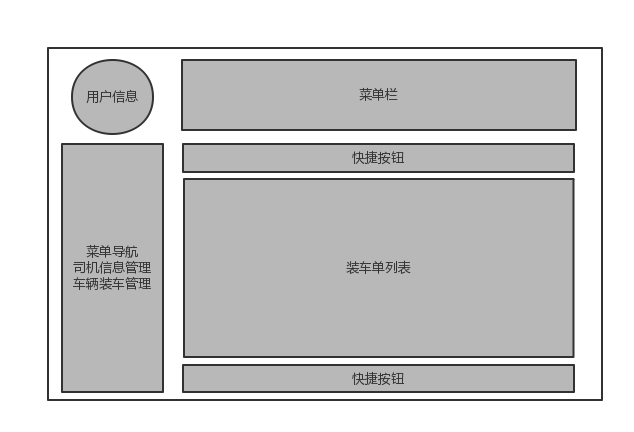 用户信息
菜单栏
快捷按钮
菜单导航
司机信息管理
车辆装车管理
装车单列表
快捷按钮